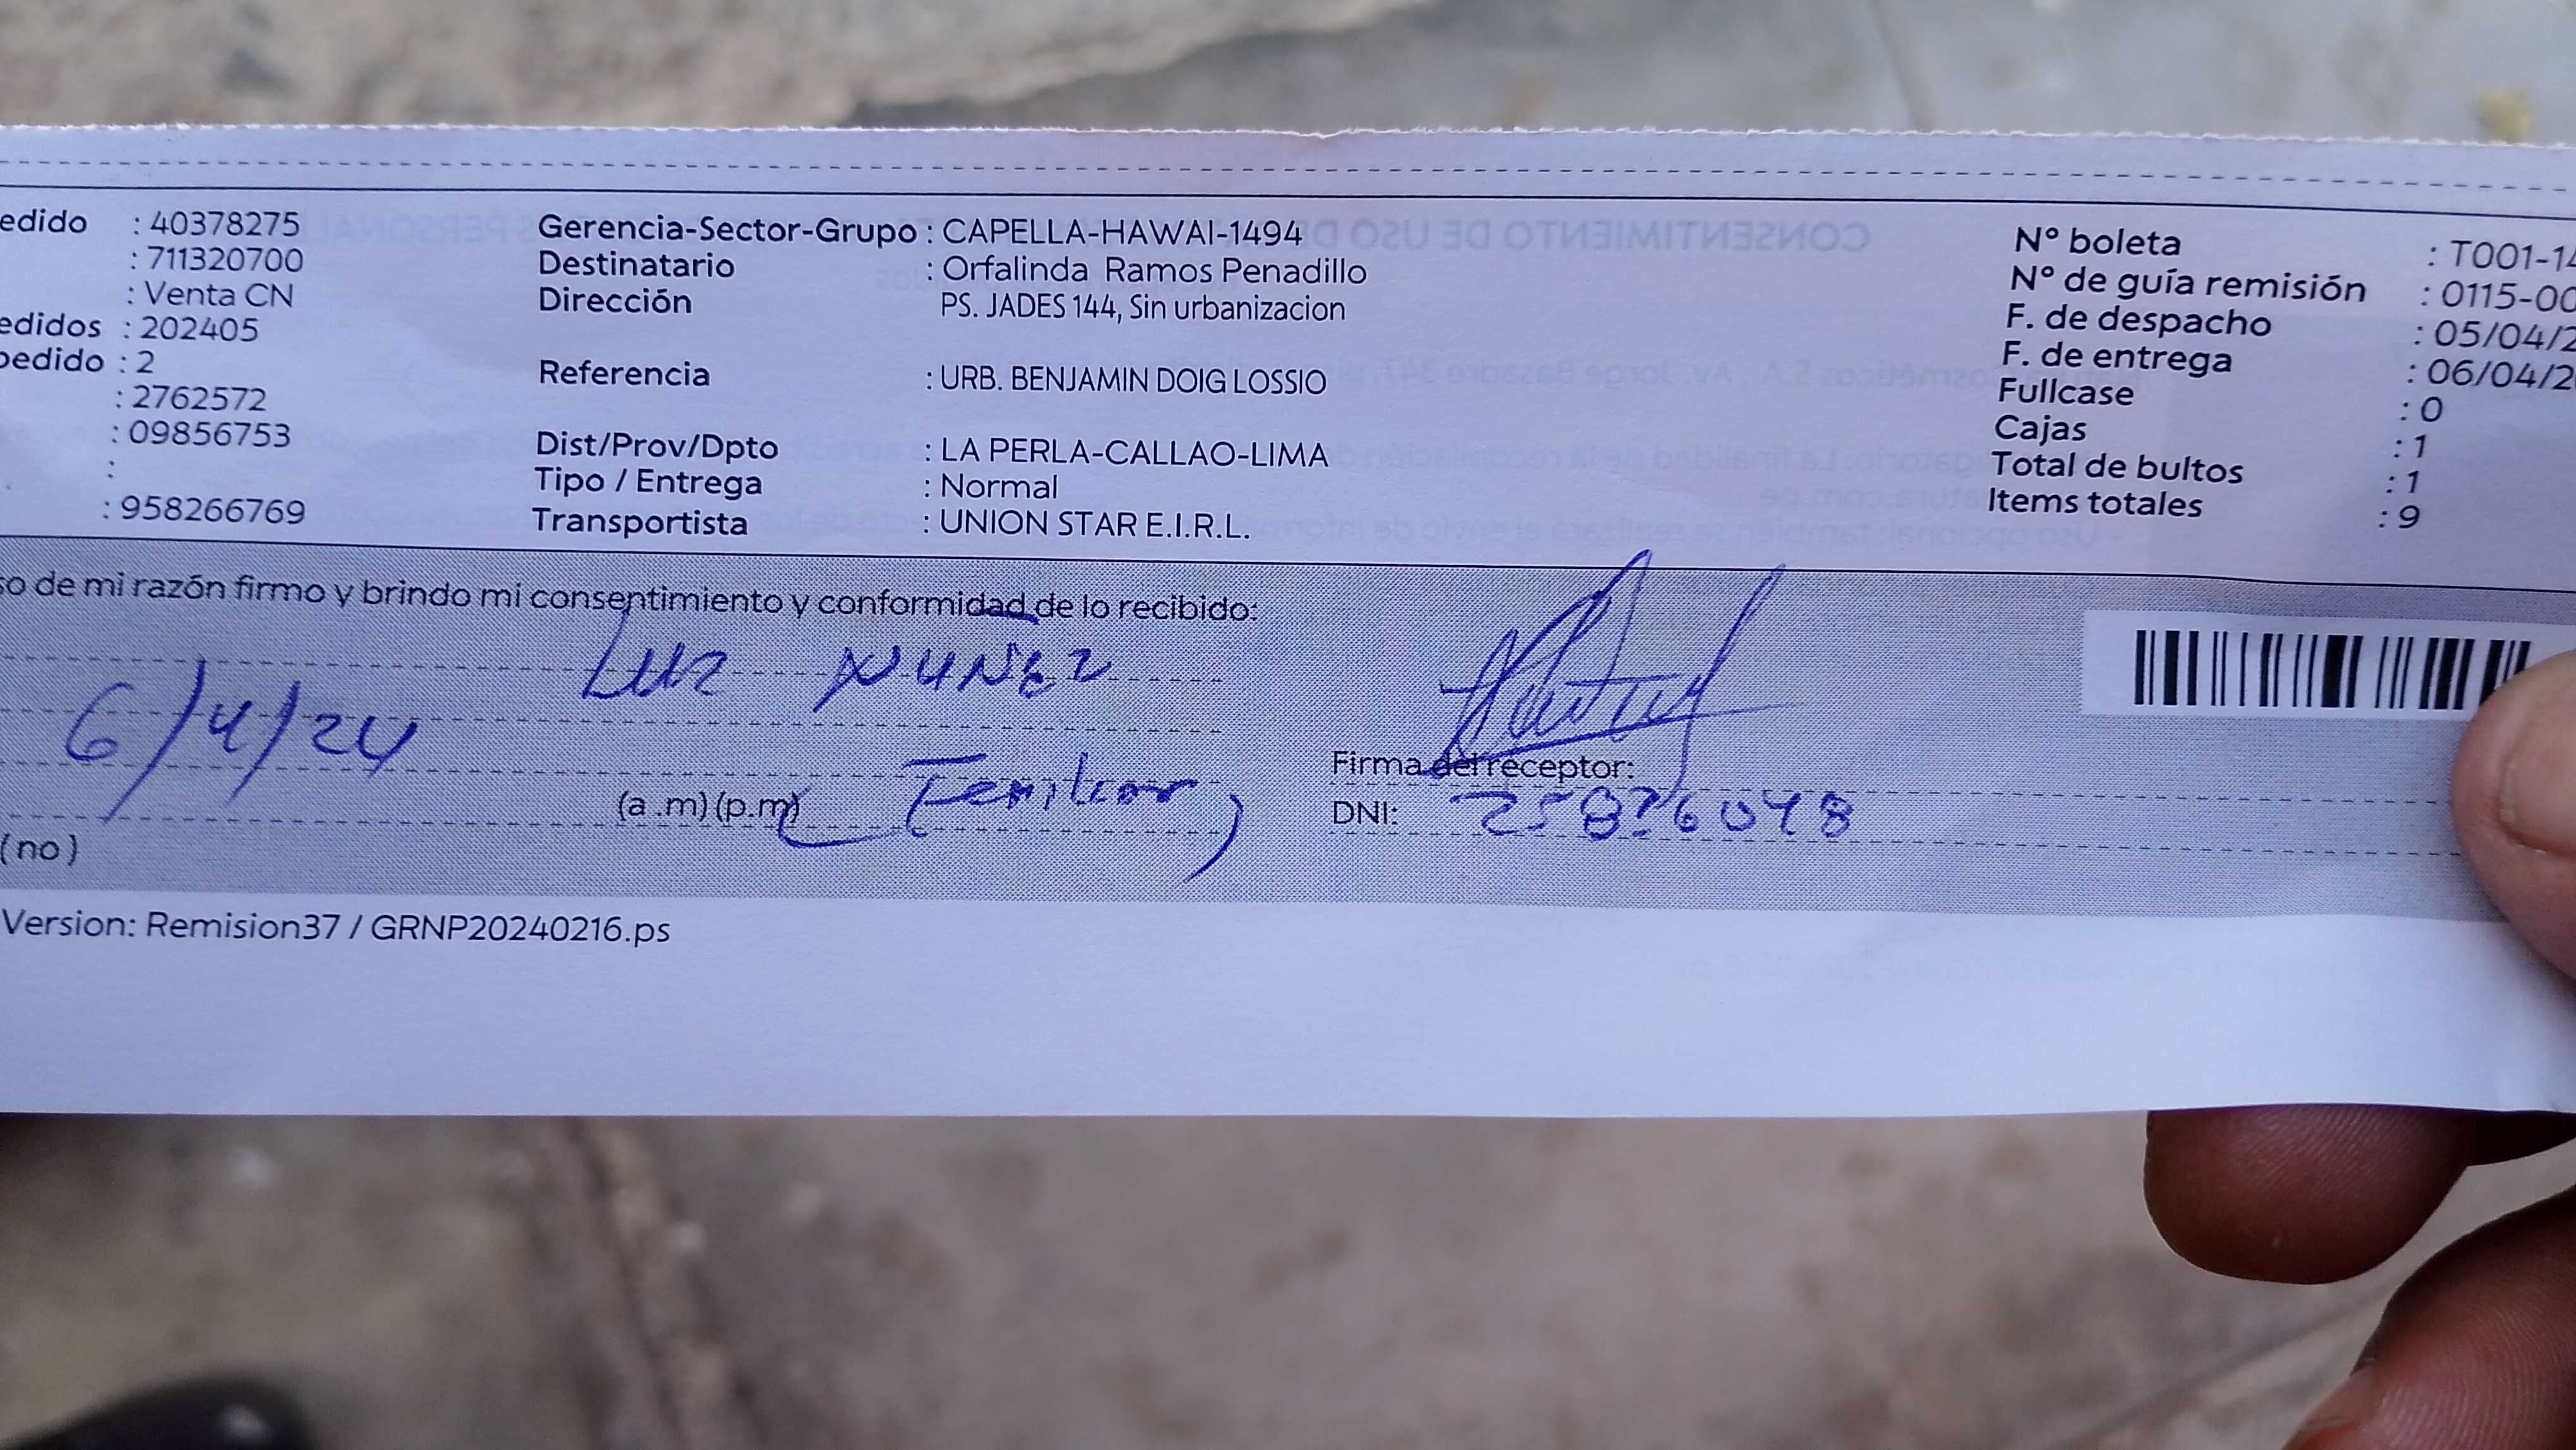 edido : 40378275
: 711320700
: Venta CN
edidos : 202405
pedido : 2
: 2762572
: 09856753
:
: 958266769
Gerencia-Sector-Grupo : CAPELLA-HAWAI-1494
Destinatario : Orfalinda Ramos Penadillo
Dirección PS. JADES 144, Sin urbanizacion
Referencia : URB. BENJAMIN DOIG LOSSIO
Dist/Prov/Dpto : LA PERLA-CALLAO-LIMA
Tipo / Entrega : Normal
Transportista : UNION STAR E.I.R.L.
N° boleta : T001-14
N° de guía remisión : 0115-00
F. de despacho : 05/04/2
F. de entrega : 06/04/2
Fullcase : 0
Cajas : 1
Total de bultos : 1
Items totales : 9
so de mi razón firmo y brindo mi consentimiento y conformidad de lo recibido:
Luz NUÑEZ
6/4/24
(a .m) (p.m)
Firma del receptor:
DNI:
(no)
Version: Remision37 / GRNP20240216.ps